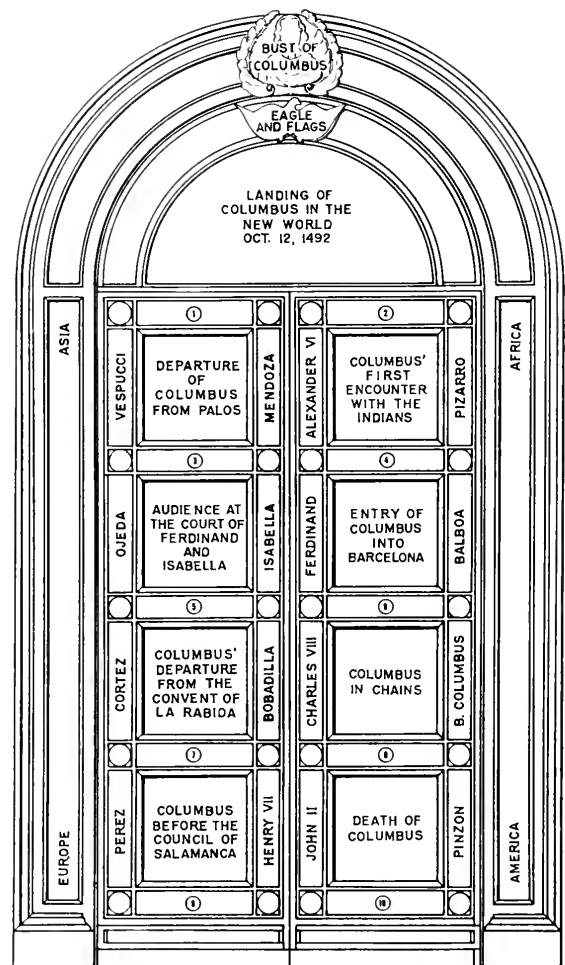 BUST OF
COLUMBUS
EAGLE
AND FLAGS
LANDING OF
COLUMBUS IN THE
NEW WORLD
OCT. 12, 1492
ASIA
EUROPE
1
VESPUCCI
DEPARTURE
OF
COLUMBUS
FROM PALOS
MENDOZA
2
ALEXANDER VI
COLUMBUS'
FIRST
ENCOUNTER
WITH THE
INDIANS
PIZARRO
3
OJEDA
AUDIENCE AT
THE COURT OF
FERDINAND
AND
ISABELLA
ISABELLA
4
FERDINAND
ENTRY OF
COLUMBUS
INTO
BARCELONA
BALBOA
5
CORTEZ
COLUMBUS'
DEPARTURE
FROM THE
CONVENT OF
LA RABIDA
BOBADILLA
6
CHARLES VIII
COLUMBUS
IN CHAINS
B. COLUMBUS
7
PEREZ
COLUMBUS
BEFORE THE
COUNCIL OF
SALAMANCA
HENRY VII
8
JOHN II
DEATH OF
COLUMBUS
PINZON
9
10
AFRICA
AMERICA